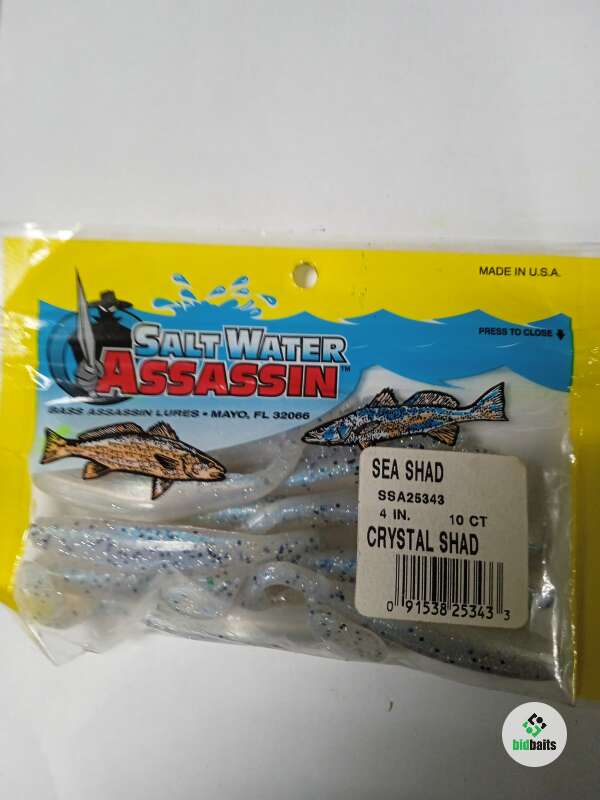 MADE IN U.S.A.
PRESS TO CLOSE
SALT WATER
ASSASSIN™
BASS ASSASSIN LURES • MAYO, FL 32066
SEA SHAD
SSA25343
4 IN. 10 CT
CRYSTAL SHAD
0 91538 25343 3
bidbaits